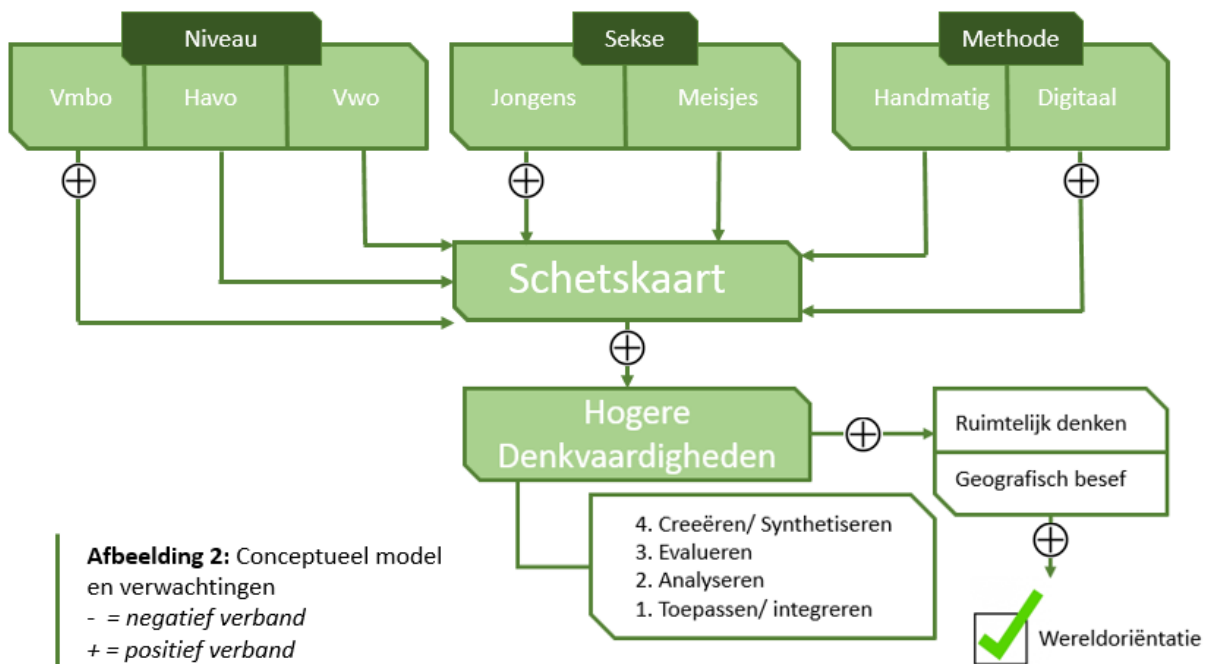 Niveau
Sekse
Methode
Vmbo
Havo
Vwo
Jongens
Meisjes
Handmatig
Digitaal
Schetskaart
Hogere
Denkvaardigheden
Ruimtelijk denken
Geografisch besef
4. Creeëren/ Synthetiseren
3. Evalueren
2. Analyseren
1. Toepassen/ integreren
Wereldoriëntatie
Afbeelding 2: Conceptueel model
en verwachtingen
- = negatief verband
+ = positief verband